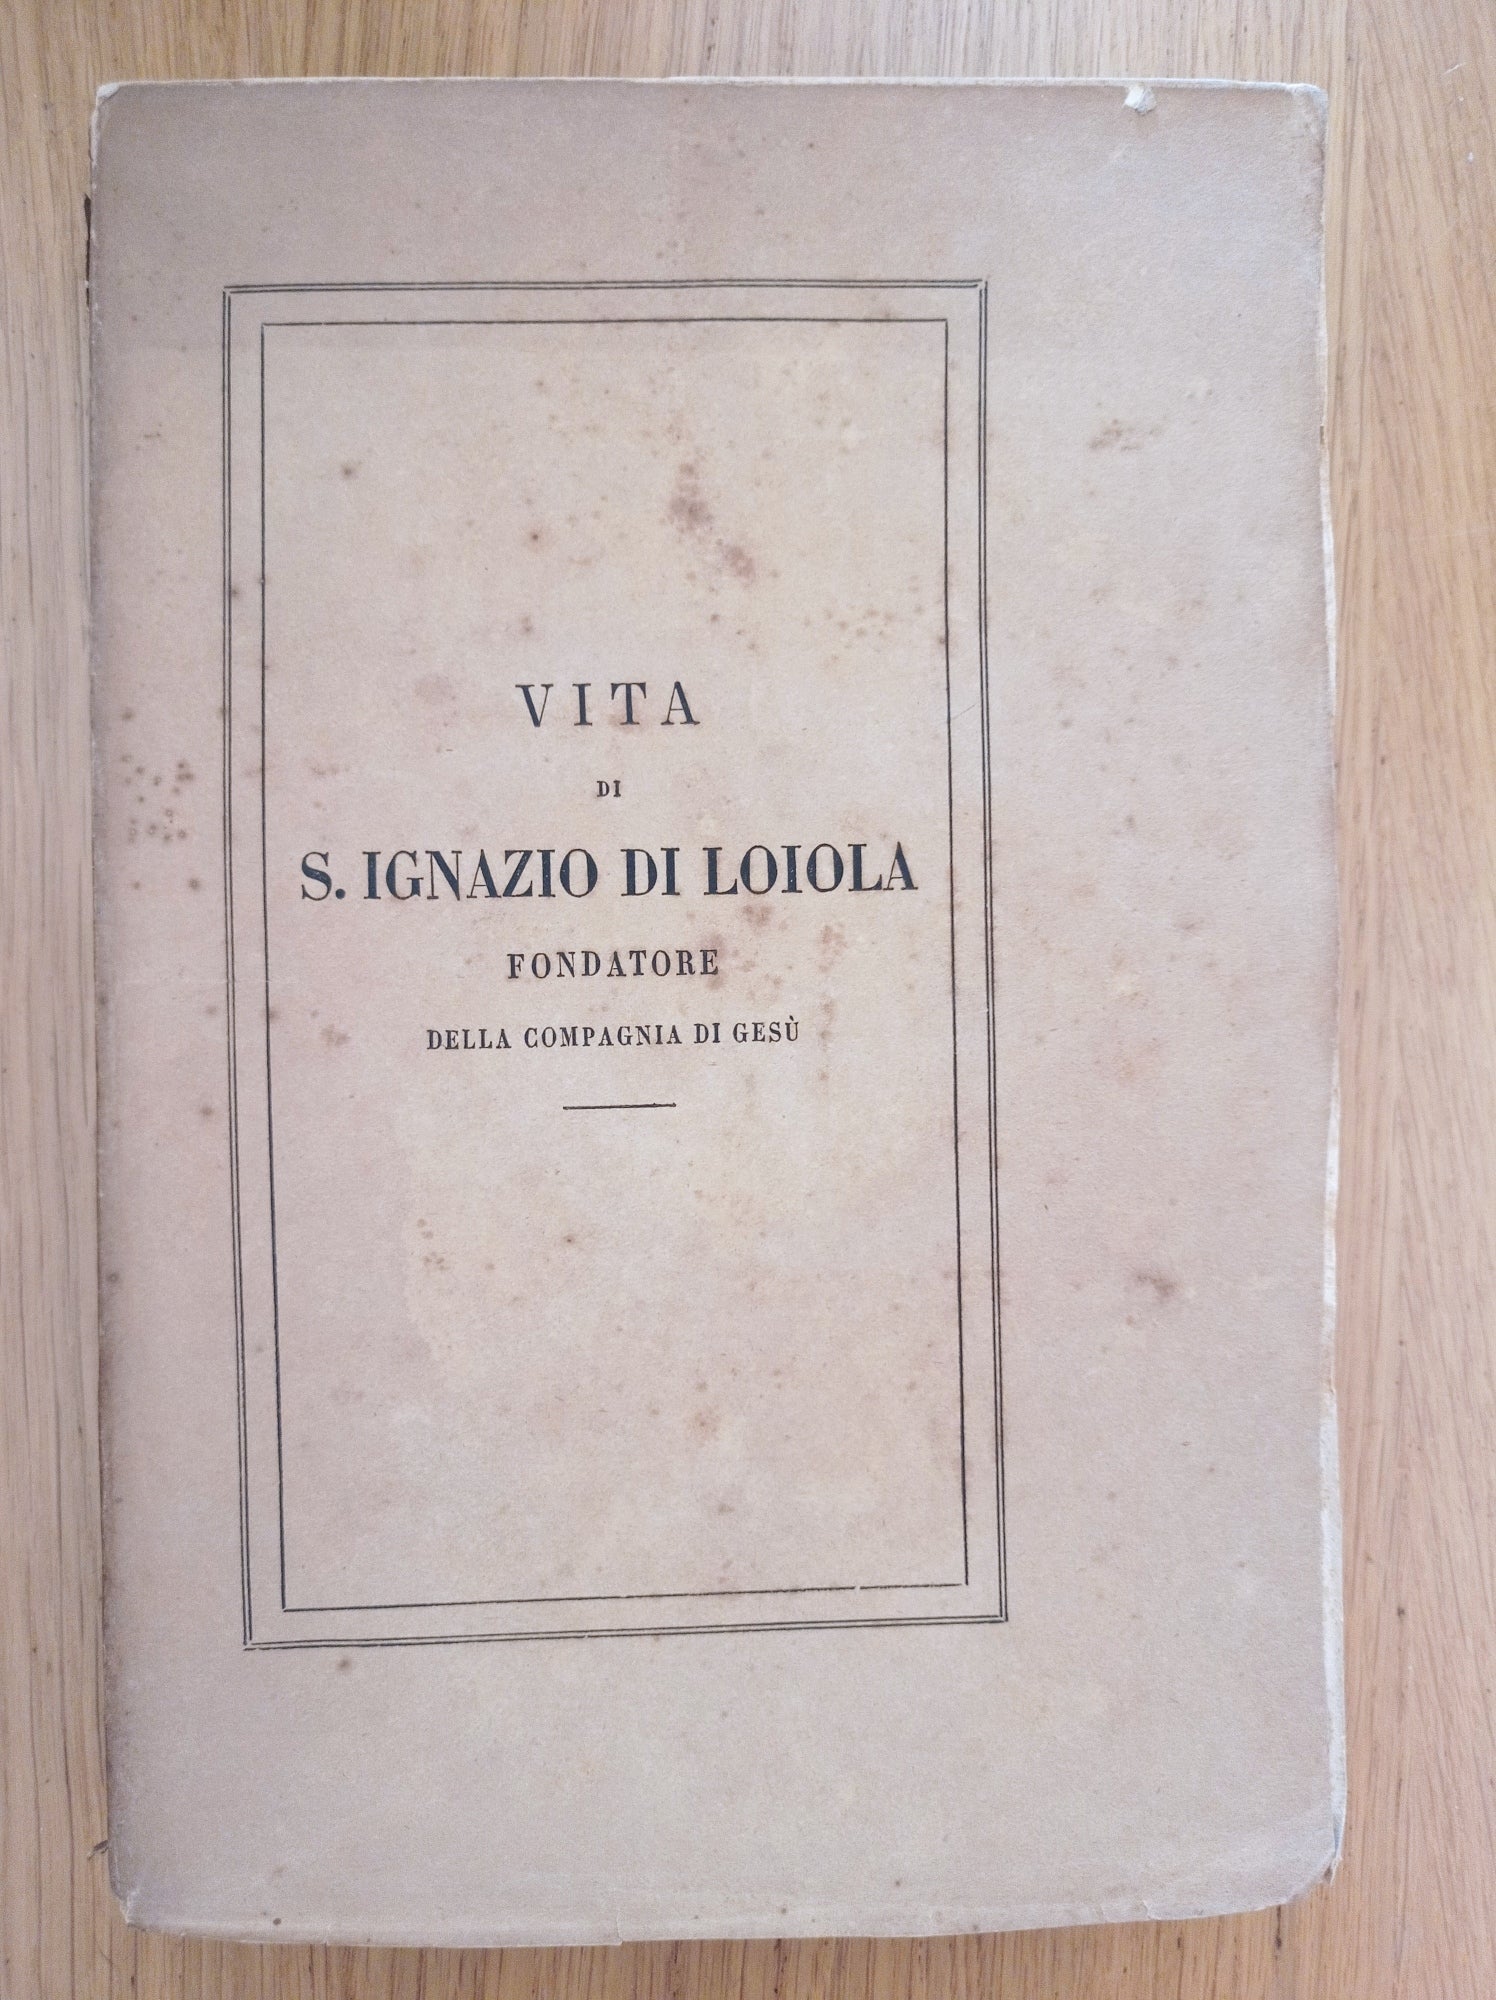 VITA
DI
S. IGNAZIO DI LOIOLA
FONDATORE
DELLA COMPAGNIA DI GESÙ